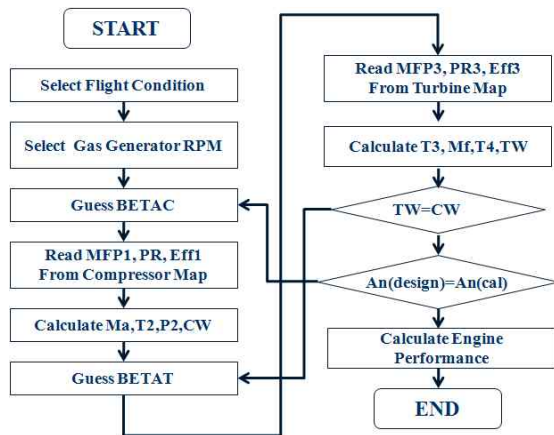 START
Select Flight Condition
Select Gas Generator RPM
Guess BETAC
Read MFP1, PR, Eff1
From Compressor Map
Calculate Ma,T2,P2,CW
Guess BETAT
Read MFP3, PR3, Eff3
From Turbine Map
Calculate T3, Mf,T4,TW
TW=CW
An(design)=An(cal)
Calculate Engine
Performance
END